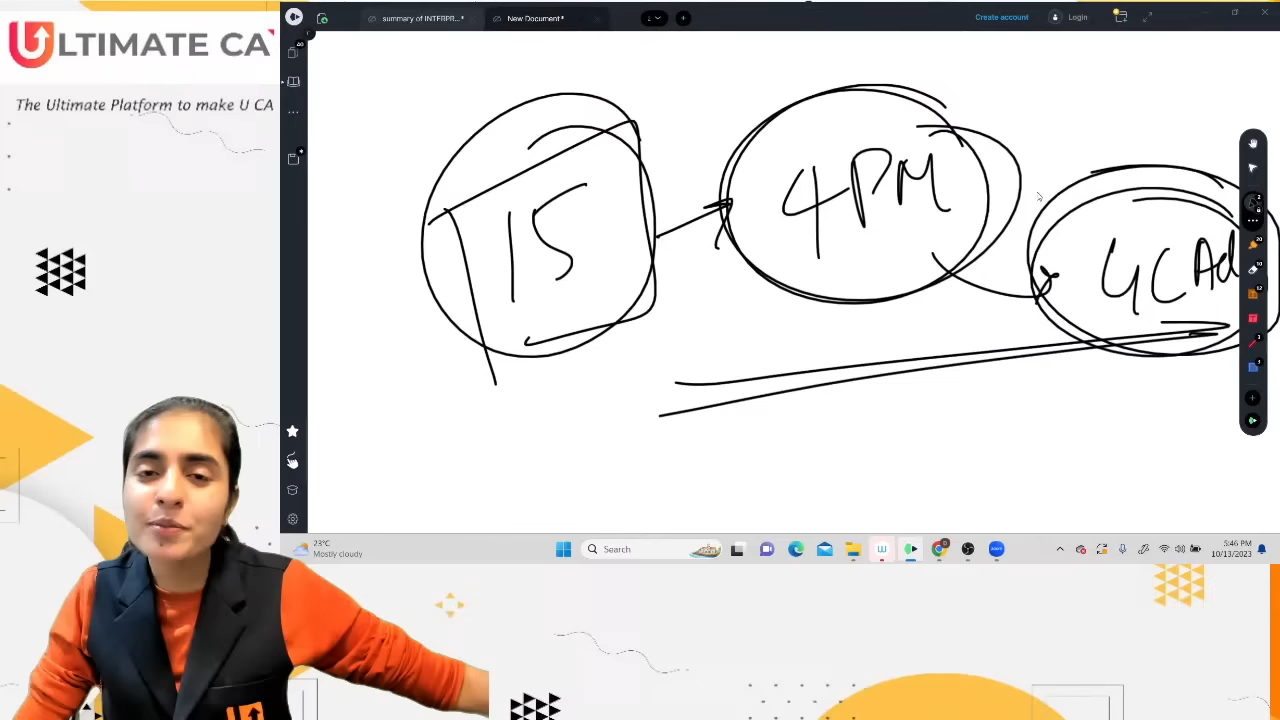 ULTIMATE CA
The Ultimate Platform to make U CA
summary of INTERPR...*
New Document*
Create account
Login
15
4PM
23°C
Mostly cloudy
Search
5:46 PM
10/13/2023